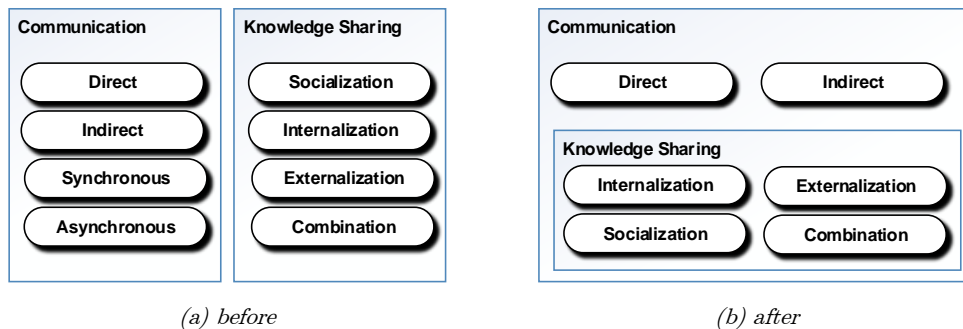 Communication
Direct
Indirect
Synchronous
Asynchronous
Knowledge Sharing
Socialization
Internalization
Externalization
Combination
(a) before
Communication
Direct
Indirect
Knowledge Sharing
Internalization
Externalization
Socialization
Combination
(b) after